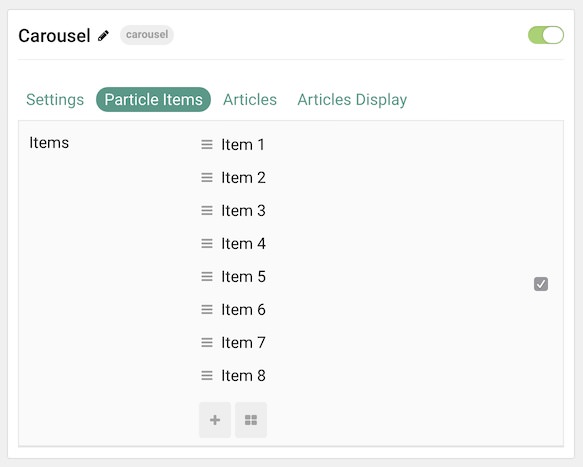 Carousel carousel
Settings Particle Items Articles Articles Display
Items
Item 1
Item 2
Item 3
Item 4
Item 5
Item 6
Item 7
Item 8